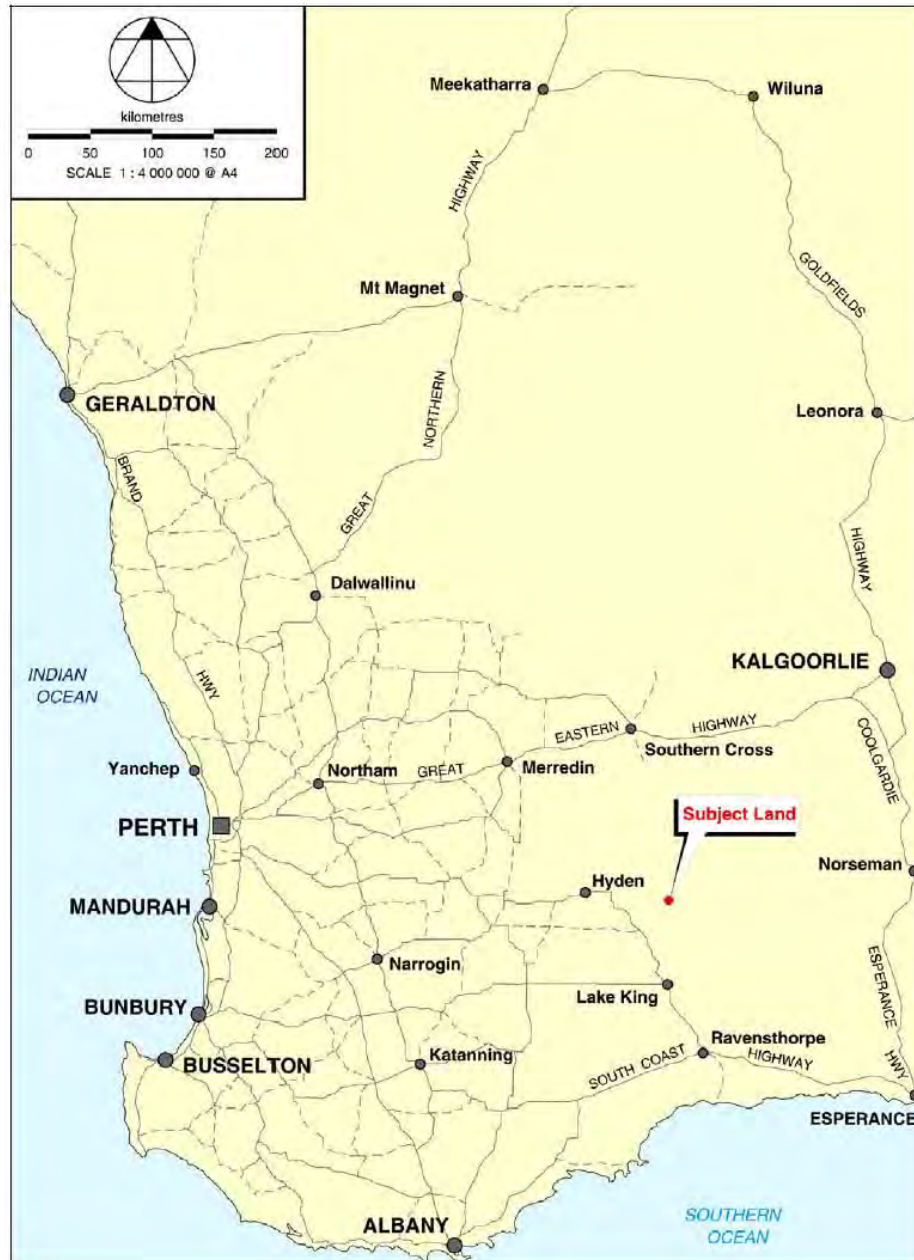 kilometres
0 50 100 150 200
SCALE 1 : 4 000 000 @ A4
Meekatharra
Wiluna
HIGHWAY
GOLDFIELDS
Mt Magnet
NORTHERN
GERALDTON
Leonora
BRAND
GREAT
HIGHWAY
Dalwallinu
KALGOORLIE
INDIAN
OCEAN
HWY
EASTERN
HIGHWAY
COOLGARDIE
Southern Cross
Yanchep
Northam
GREAT
Merredin
PERTH
Subject Land
Norseman
Hyden
MANDURAH
Narrogin
ESPERANCE
Lake King
BUNBURY
Ravensthorpe
BUSSELTON
Katanning
SOUTH COAST
HIGHWAY
HWY
ESPERANCE
ALBANY
SOUTHERN
OCEAN